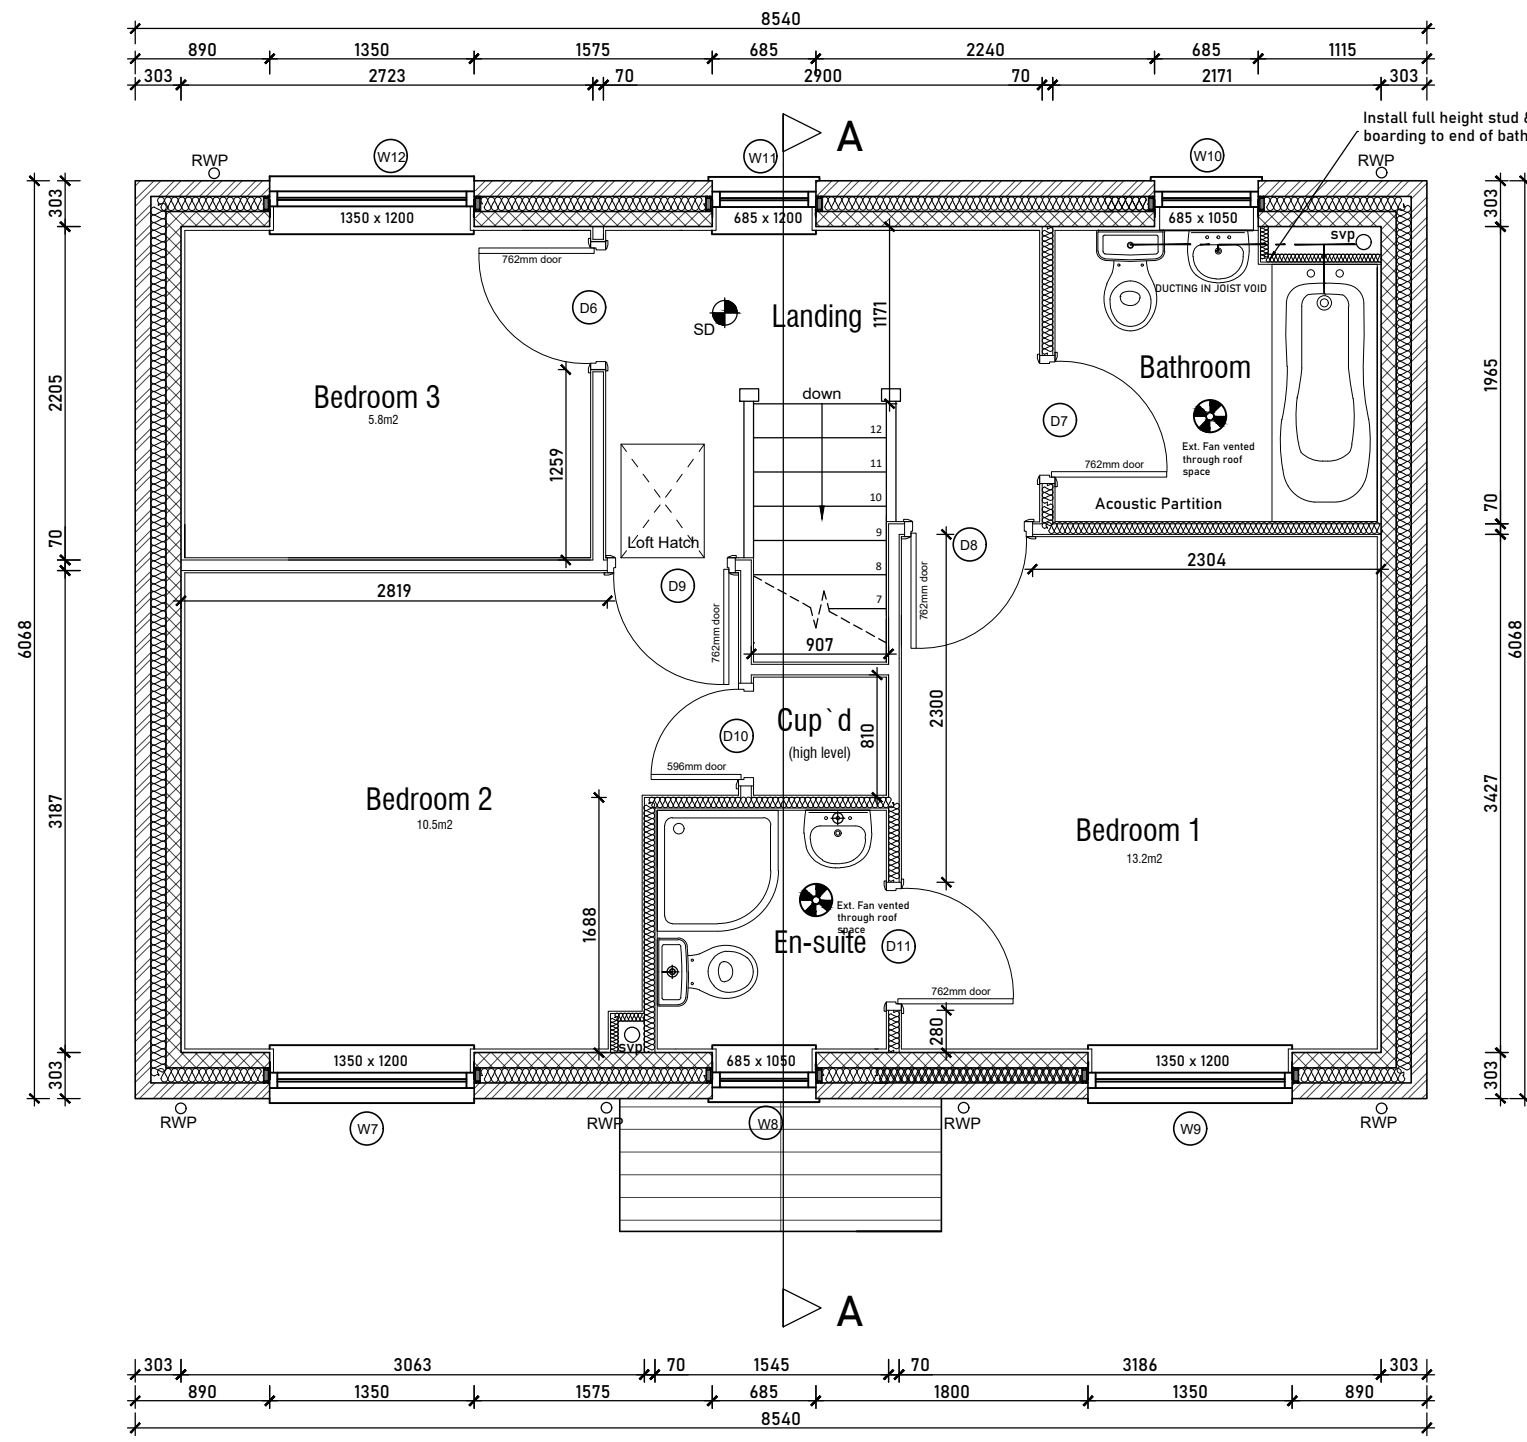 8540
890 1350 1575 685 2240 685 1115
303 2723 70 2900 70 2171 303
Install full height stud &
boarding to end of bath
A
RWP W12 W11 W10 RWP
303 1350 x 1200 685 x 1200 685 x 1050 303
svp
762mm door
DUCTING IN JOIST VOID
D6
SD
Landing
1171
Bathroom
2205
1965
Bedroom 3
5.8m2
down
D7
12
Ext. Fan vented
through roof
space
11
762mm door
1259
10
Acoustic Partition
70
9
70
Loft Hatch
D8
8
2304
D9
2819
7
762mm door
762mm door
907
6068
6068
2300
Cup`d
(high level)
810
D10
596mm door
Bedroom 2
10.5m2
3187
3427
Bedroom 1
13.2m2
Ext. Fan vented
through roof
space
1688
En-suite
D11
762mm door
280
svp
303 1350 x 1200 685 x 1050 1350 x 1200 303
RWP W7 RWP W8 RWP W9 RWP
A
303 3063 70 1545 70 3186 303
890 1350 1575 685 1800 1350 890
8540